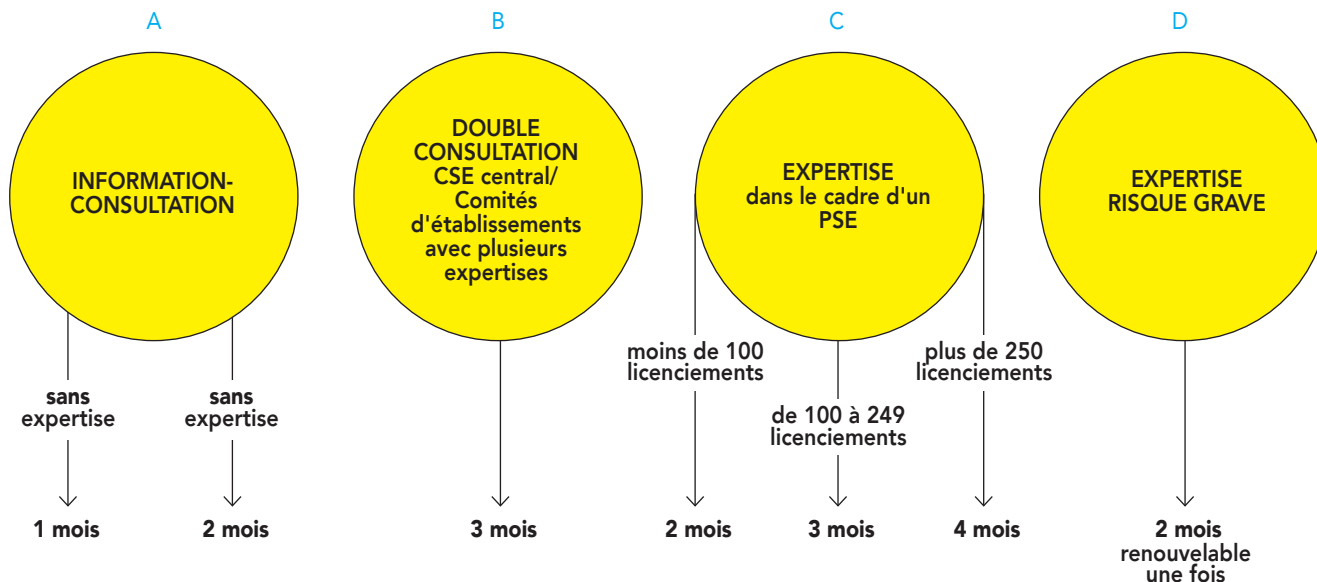 A
INFORMATION-
CONSULTATION
sans
expertise
1 mois
sans
expertise
2 mois
B
DOUBLE
CONSULTATION
CSE central/
Comités
d'établissements
avec plusieurs
expertises
3 mois
C
EXPERTISE
dans le cadre d'un
PSE
moins de 100
licenciements
2 mois
de 100 à 249
licenciements
3 mois
plus de 250
licenciements
4 mois
D
EXPERTISE
RISQUE GRAVE
2 mois
renouvelable
une fois